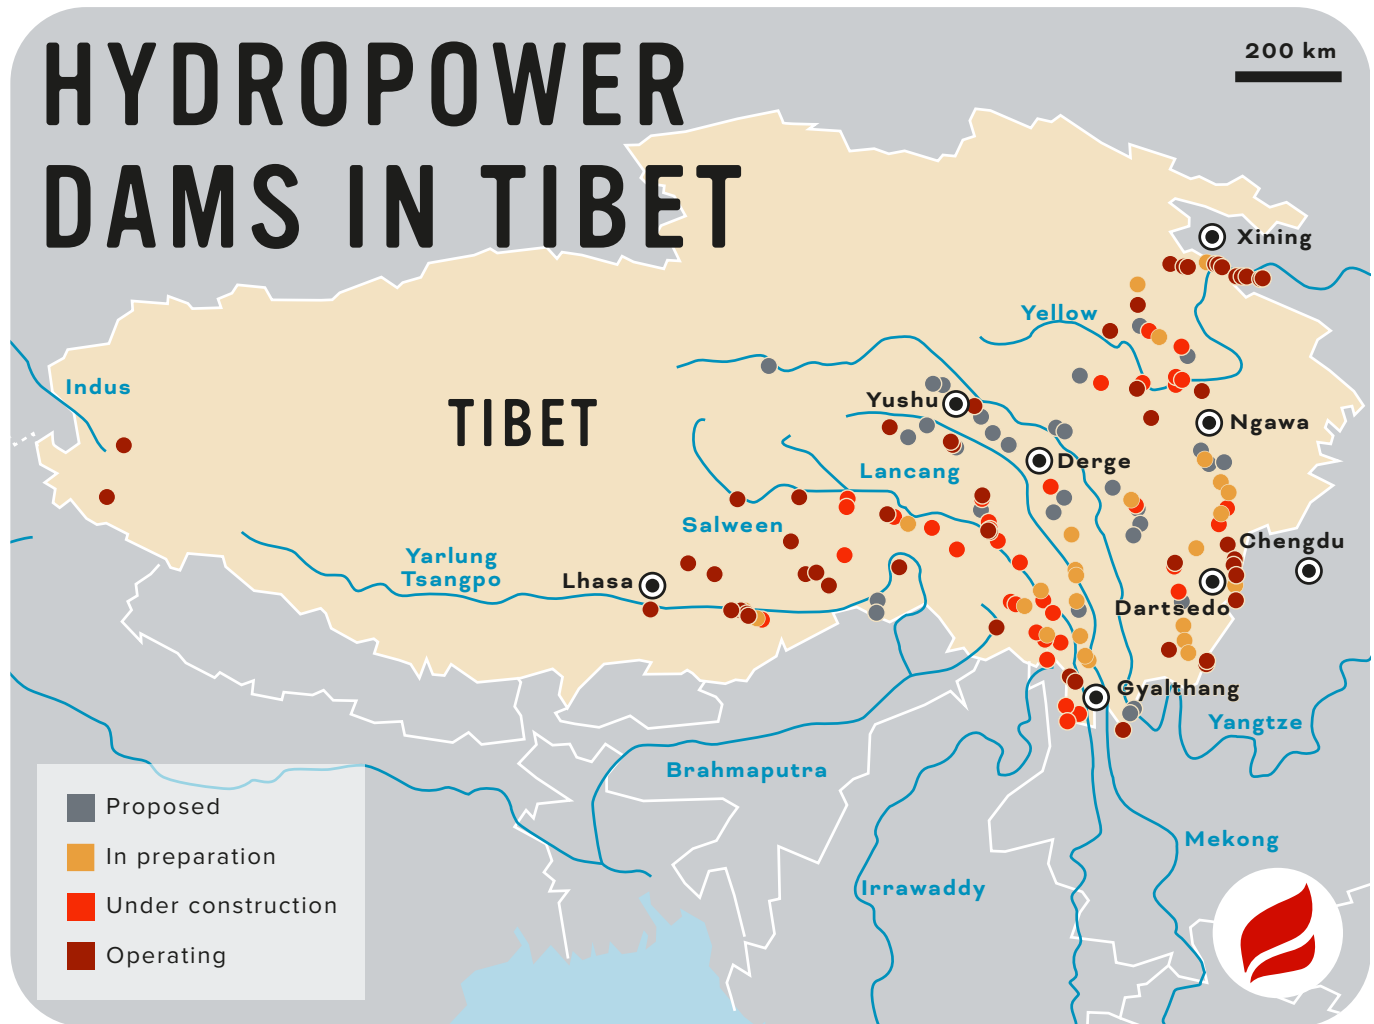 HYDROPOWER
DAMS IN TIBET
200 km
Xining
Yellow
Indus
TIBET
Yushu
Ngawa
Derge
Lancang
Salween
Chengdu
Yarlung
Tsangpo
Lhasa
Dartsedo
Gyalthang
Yangtze
Brahmaputra
Proposed
In preparation
Under construction
Operating
Mekong
Irrawaddy